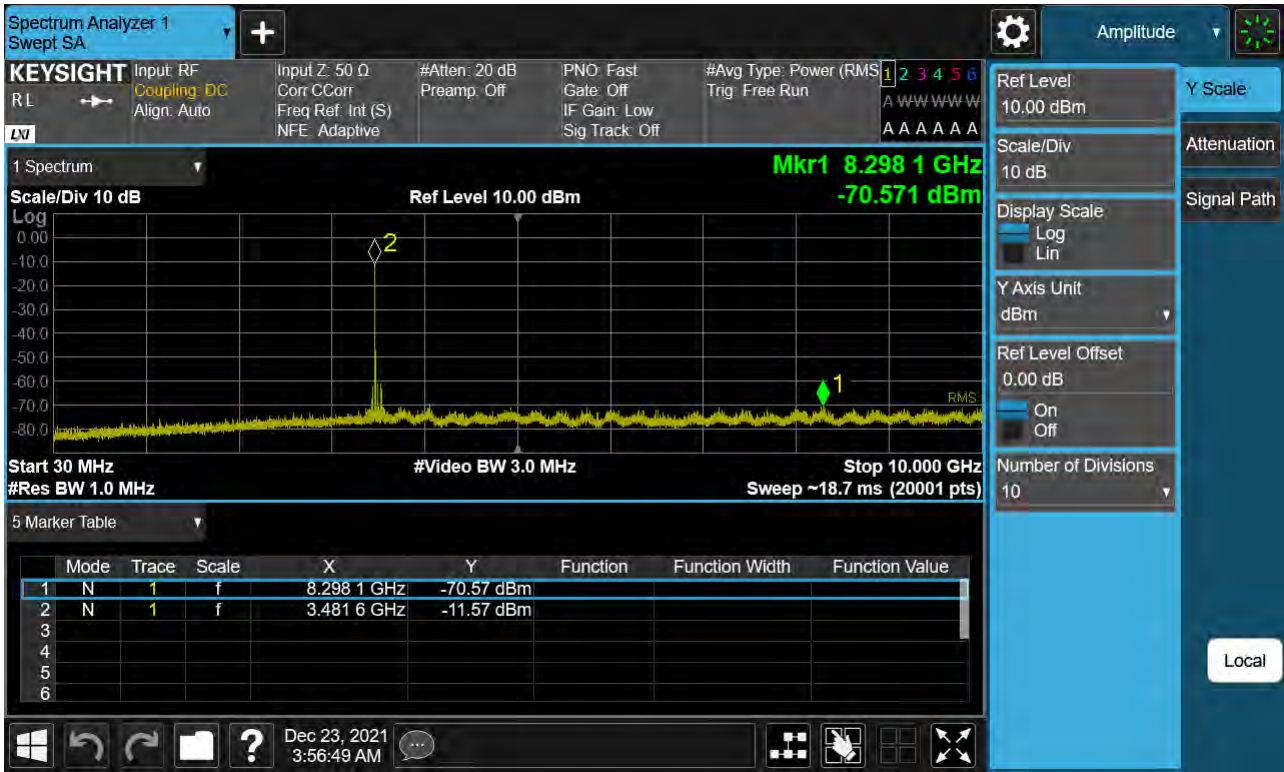 Spectrum Analyzer 1
Swept SA
+
Amplitude
KEYSIGHT
RL
LXI
Input: RF
Coupling: DC
Align: Auto
Input Z: 50 Ω
Corr CCorr
Freq Ref: Int (S)
NFE: Adaptive
#Atten: 20 dB
Preamp: Off
PNO: Fast
Gate: Off
IF Gain: Low
Sig Track: Off
#Avg Type: Power (RMS
Trig: Free Run
1 2 3 4 5 6
A W W W W W
A A A A A A
1 Spectrum
Scale/Div 10 dB
Ref Level 10.00 dBm
Mkr1 8.298 1 GHz
-70.571 dBm
Log
0.00
-10.0
-20.0
-30.0
-40.0
-50.0
-60.0
-70.0
-80.0
2
1
RMS
Start 30 MHz
#Video BW 3.0 MHz
Stop 10.000 GHz
#Res BW 1.0 MHz
Sweep ~18.7 ms (20001 pts)
5 Marker Table
Mode Trace Scale X Y Function Function Width Function Value
1 N 1 f 8.298 1 GHz -70.57 dBm
2 N 1 f 3.481 6 GHz -11.57 dBm
3
4
5
6
Ref Level
10.00 dBm
Scale/Div
10 dB
Display Scale
Log
Lin
Y Axis Unit
dBm
Ref Level Offset
0.00 dB
On
Off
Number of Divisions
10
Y Scale
Attenuation
Signal Path
Local
?
Dec 23, 2021
3:56:49 AM